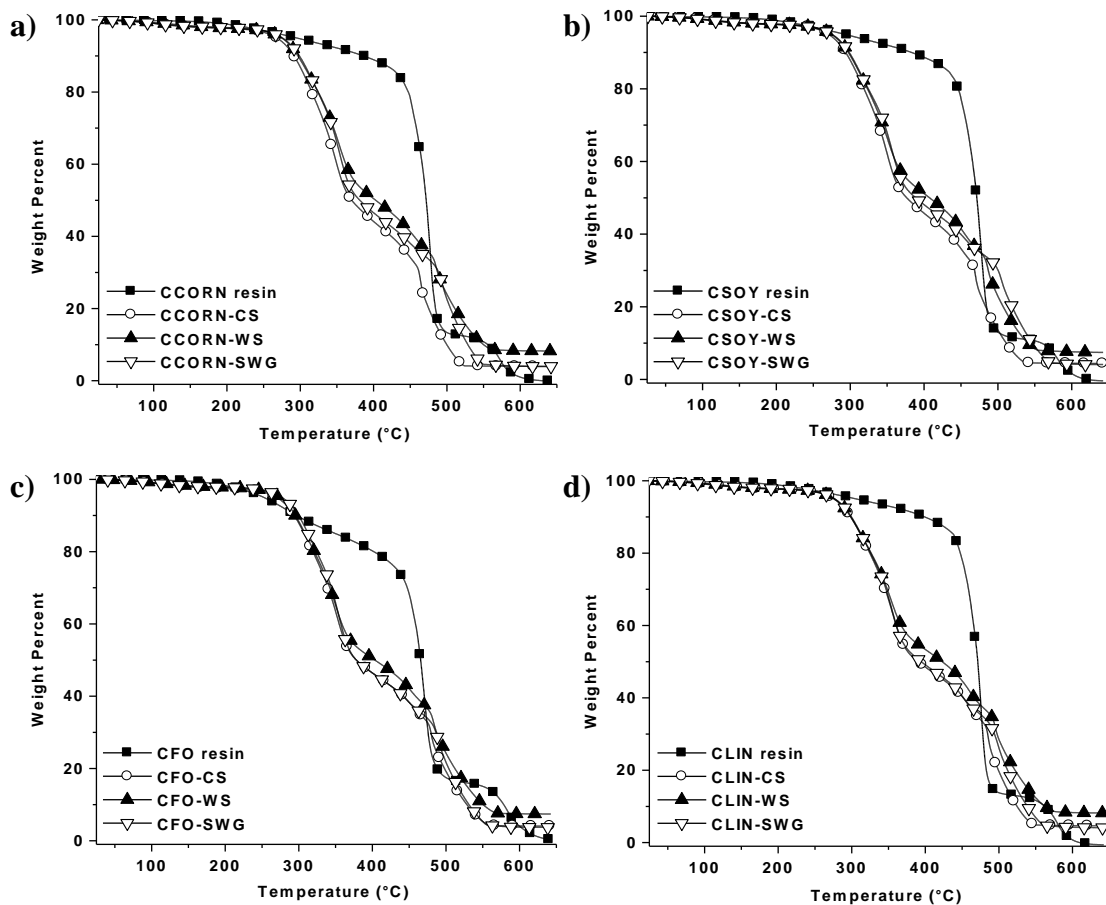 a)
100
80
60
40
20
0
Weight Percent
CCORN resin
CCORN-CS
CCORN-WS
CCORN-SWG
100 200 300 400 500 600
Temperature (°C)
b)
100
80
60
40
20
0
Weight Percent
CSOY resin
CSOY-CS
CSOY-WS
CSOY-SWG
100 200 300 400 500 600
Temperature (°C)
c)
100
80
60
40
20
0
Weight Percent
CFO resin
CFO-CS
CFO-WS
CFO-SWG
100 200 300 400 500 600
Temperature (°C)
d)
100
80
60
40
20
0
Weight Percent
CLIN resin
CLIN-CS
CLIN-WS
CLIN-SWG
100 200 300 400 500 600
Temperature (°C)